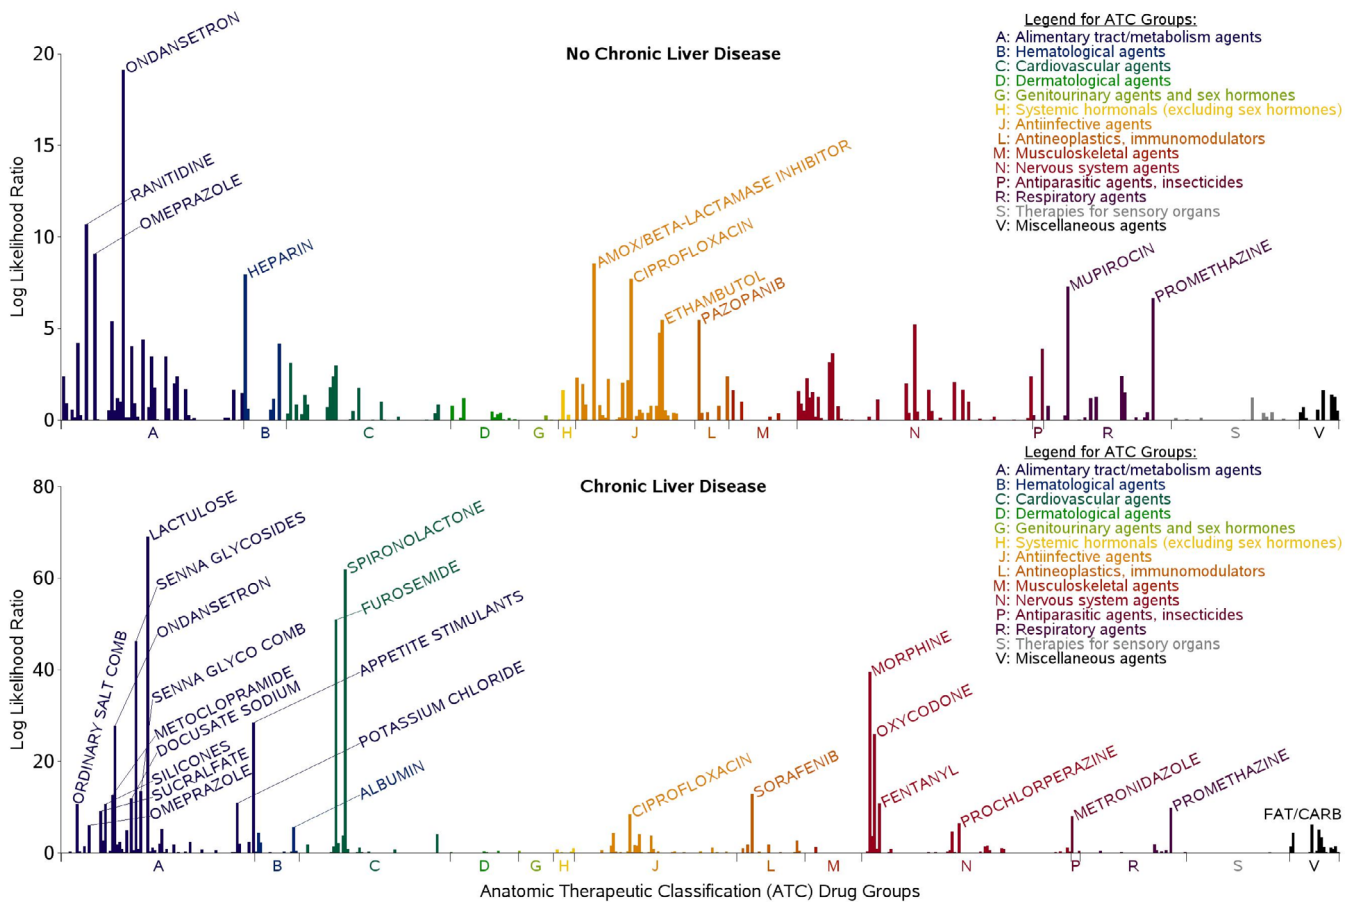 Legend for ATC Groups:
A: Alimentary tract/metabolism agents
B: Hematological agents
C: Cardiovascular agents
D: Dermatological agents
G: Genitourinary agents and sex hormones
H: Systemic hormonals (excluding sex hormones)
J: Antiinfective agents
L: Antineoplastics, immunomodulators
M: Musculoskeletal agents
N: Nervous system agents
P: Antiparasitic agents, insecticides
R: Respiratory agents
S: Therapies for sensory organs
V: Miscellaneous agents
No Chronic Liver Disease
Log Likelihood Ratio
20
15
10
5
0
ONDANSETRON
RANITIDINE
OMEPRAZOLE
HEPARIN
AMOX/BETA-LACTAMASE INHIBITOR
CIPROFLOXACIN
ETHAMBUTOL
PAZOPANIB
MUPIROCIN
PROMETHAZINE
A B C D G H J L M N P R S V
Legend for ATC Groups:
A: Alimentary tract/metabolism agents
B: Hematological agents
C: Cardiovascular agents
D: Dermatological agents
G: Genitourinary agents and sex hormones
H: Systemic hormonals (excluding sex hormones)
J: Antiinfective agents
L: Antineoplastics, immunomodulators
M: Musculoskeletal agents
N: Nervous system agents
P: Antiparasitic agents, insecticides
R: Respiratory agents
S: Therapies for sensory organs
V: Miscellaneous agents
Chronic Liver Disease
Log Likelihood Ratio
80
60
40
20
0
ORDINARY SALT COMB
LACTULOSE
SENNA GLYCOSIDES
ONDANSETRON
SENNA GLYCO COMB
METOCLOPRAMIDE
DOCUSATE SODIUM
SILICONES
SUCRALFATE
OMEPRAZOLE
SPIRONOLACTONE
FUROSEMIDE
APPETITE STIMULANTS
POTASSIUM CHLORIDE
ALBUMIN
CIPROFLOXACIN
SORAFENIB
MORPHINE
OXYCODONE
FENTANYL
PROCHLORPERAZINE
METRONIDAZOLE
PROMETHAZINE
FAT/CARB
A B C D G H J L M N P R S V
Anatomic Therapeutic Classification (ATC) Drug Groups